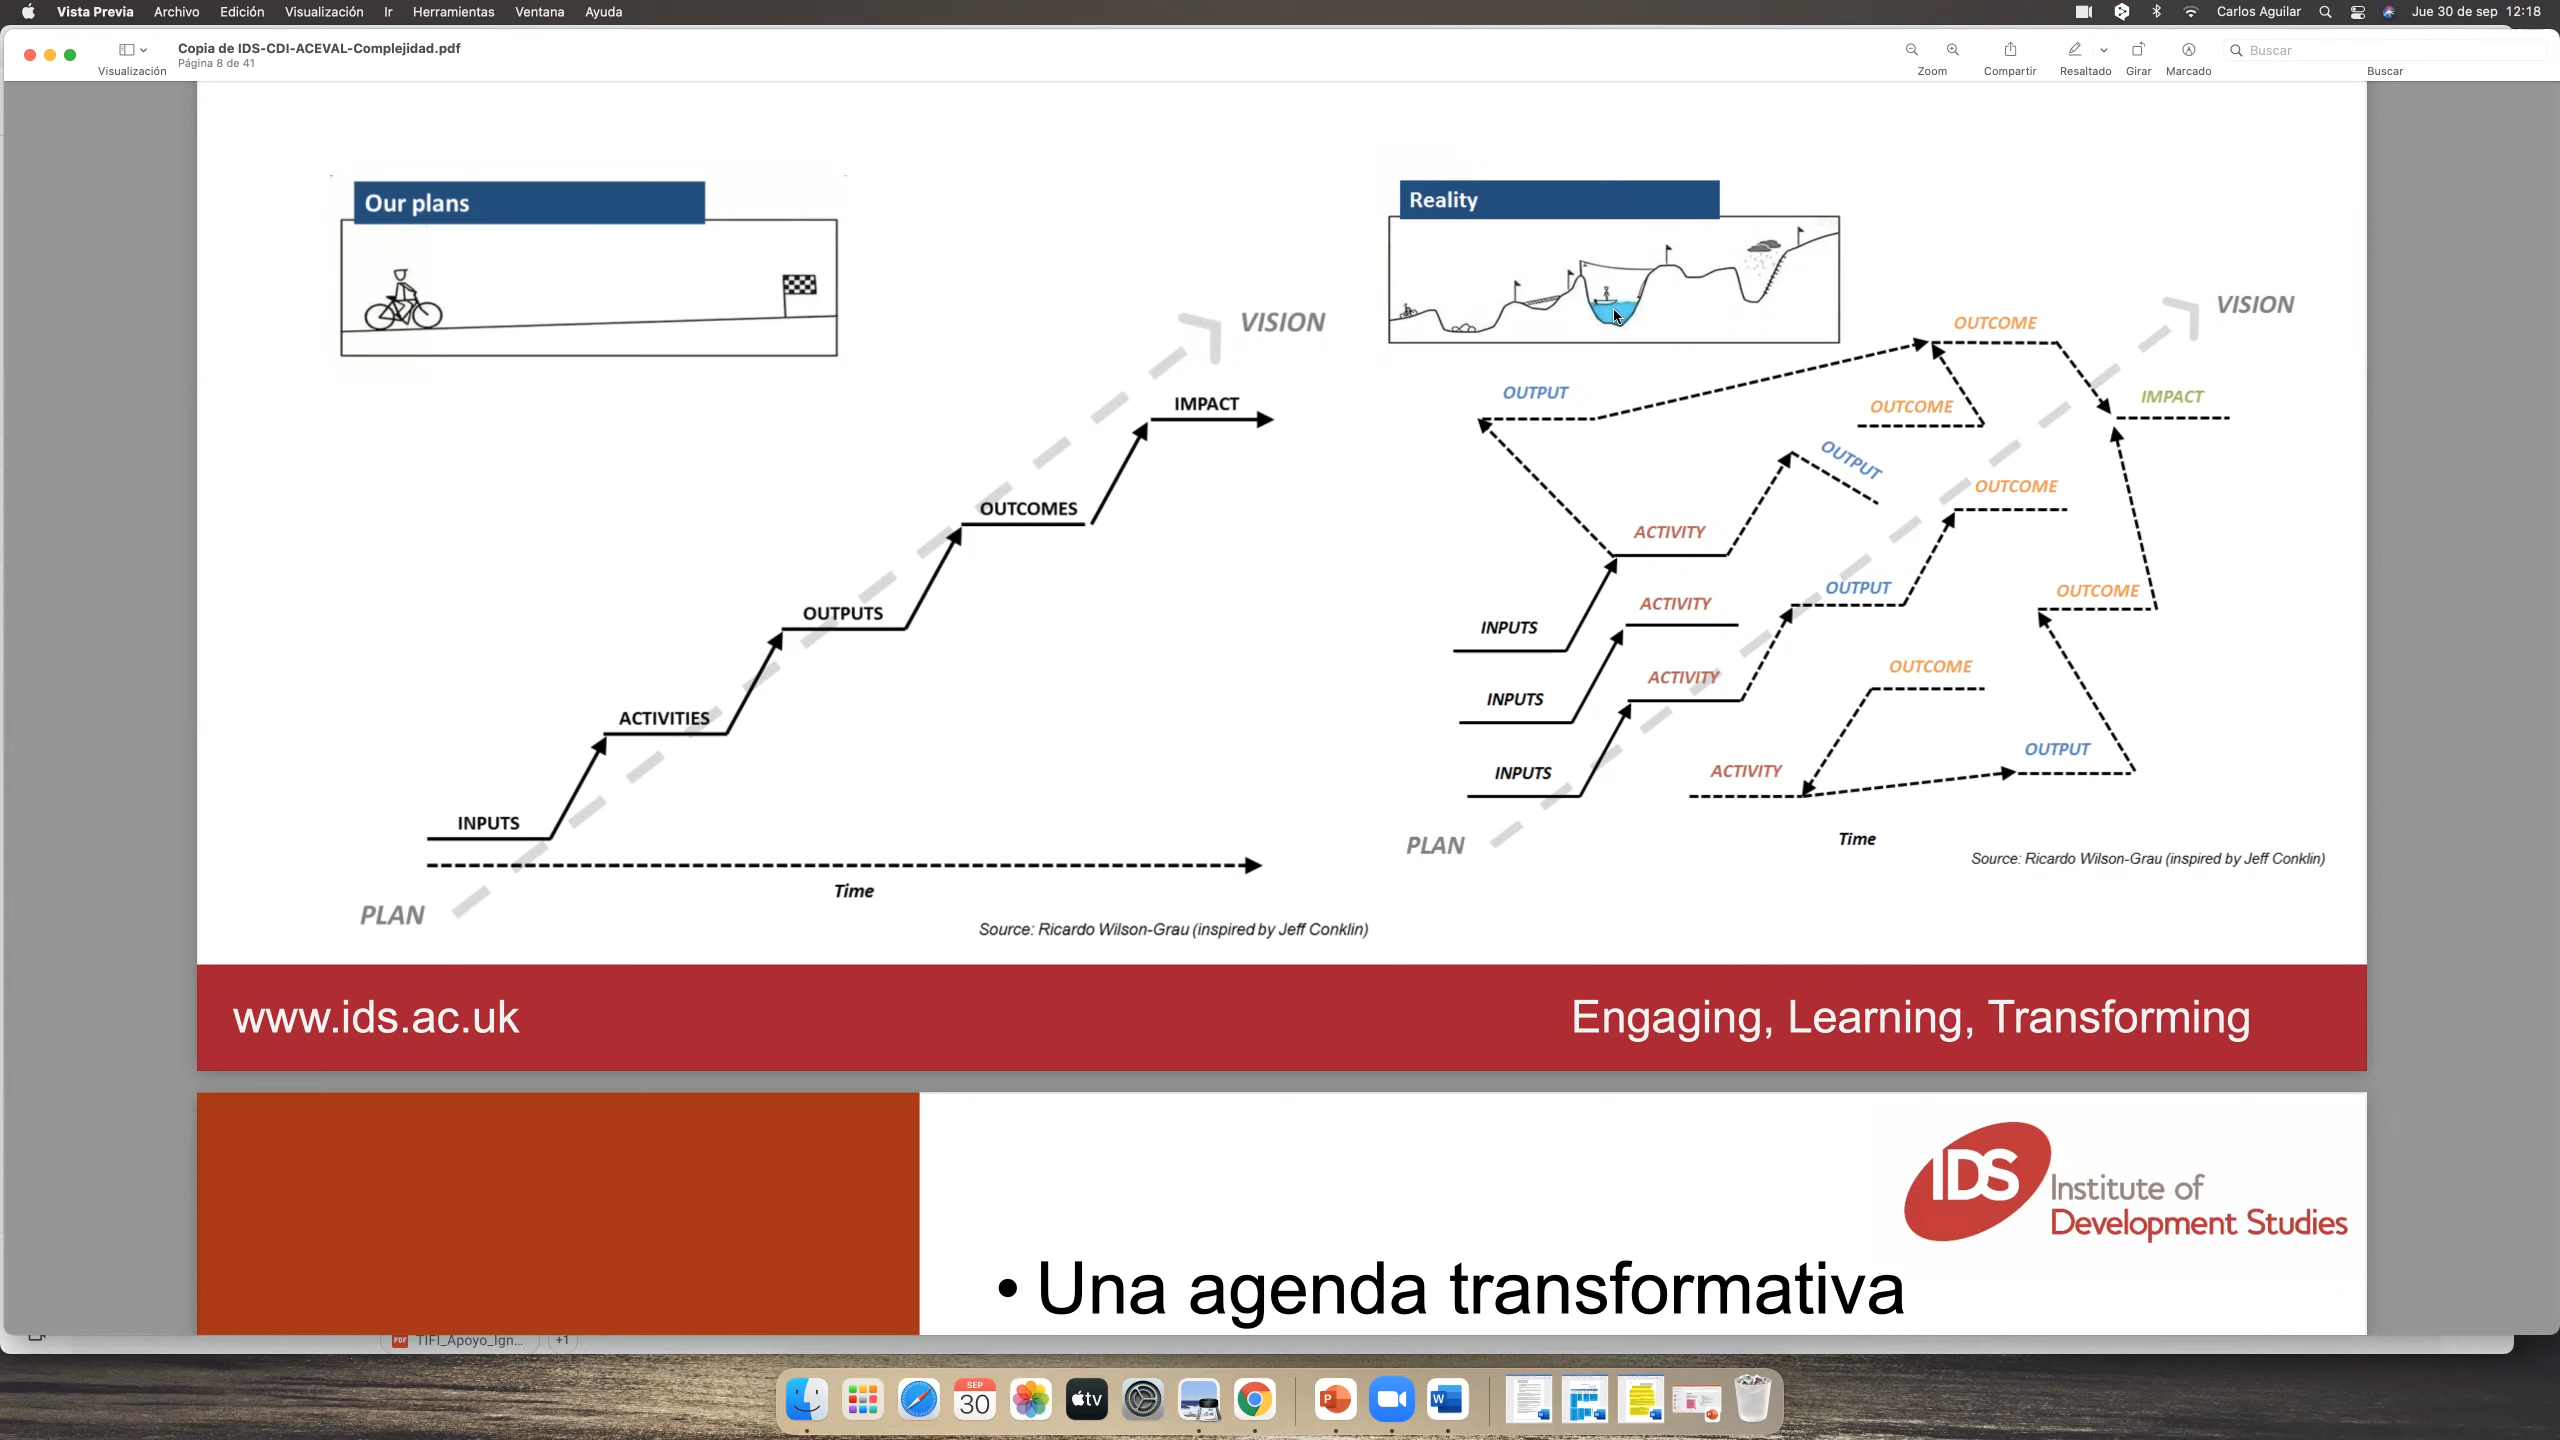 Vista Previa Archivo Edición Visualización Ir Herramientas Ventana Ayuda
Carlos Aguilar Jue 30 de sep 12:18
Copia de IDS-CDI-ACEVAL-Complejidad.pdf
Página 8 de 41
Visualización
Zoom Compartir Resaltado Girar Marcado Buscar
Buscar
Our plans
VISION
IMPACT
OUTCOMES
OUTPUTS
ACTIVITIES
INPUTS
Time
PLAN
Source: Ricardo Wilson-Grau (inspired by Jeff Conklin)
Reality
VISION
OUTCOME
OUTPUT
OUTCOME
IMPACT
OUTPUT
OUTCOME
ACTIVITY
OUTPUT
OUTCOME
ACTIVITY
INPUTS
OUTCOME
ACTIVITY
INPUTS
OUTPUT
ACTIVITY
INPUTS
Time
PLAN
Source: Ricardo Wilson-Grau (inspired by Jeff Conklin)
www.ids.ac.uk
Engaging, Learning, Transforming
IDS
Institute of
Development Studies
• Una agenda transformativa
PDF TIFI_Apoyo_Ign... +1
SEP
30
tv
P
W